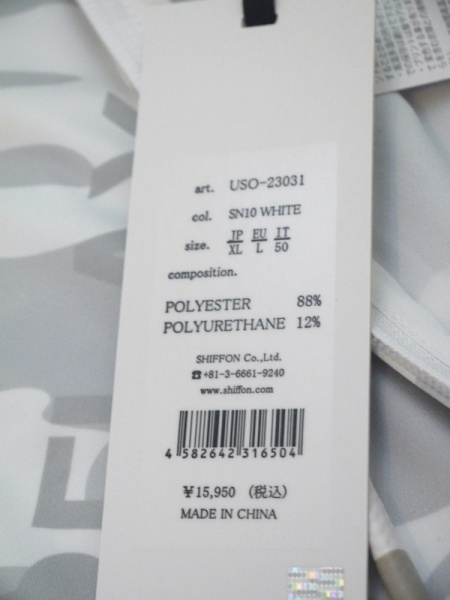 art. USO-23031
col. SN10 WHITE
size. JP/XL EU/L IT/50
composition.
POLYESTER 88%
POLYURETHANE 12%
SHIFFON Co.,Ltd.
☎+81-3-6661-9240
www.shiffon.com
4 582642 316504
¥15,950 (税込)
MADE IN CHINA